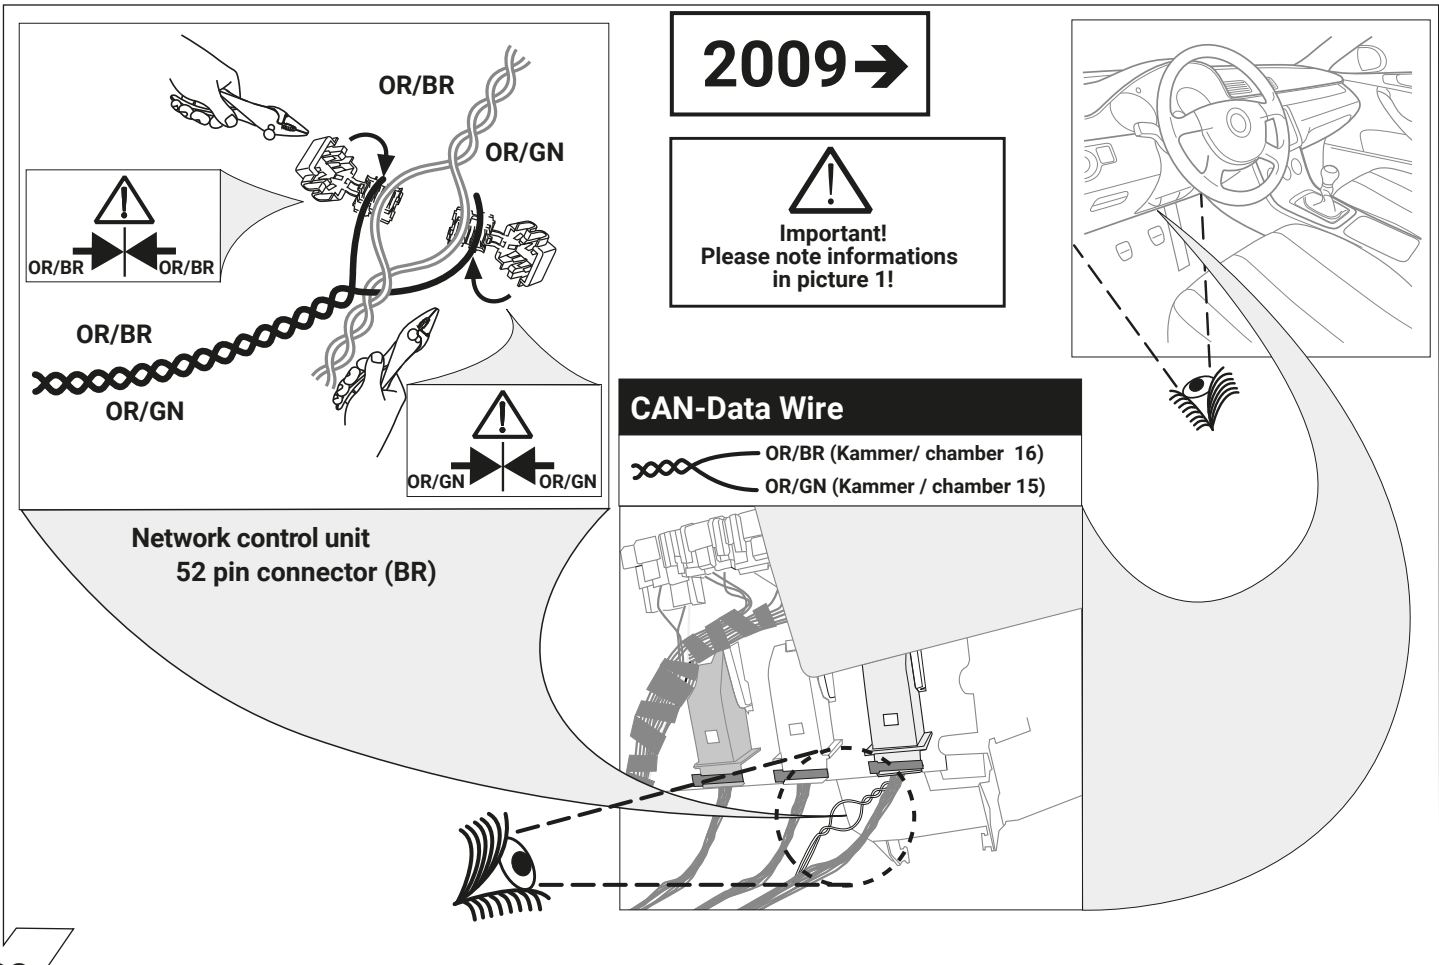 OR/BR
OR/GN
OR/BR
OR/BR
OR/BR
OR/GN
OR/GN
OR/GN
2009
Important!
Please note informations
in picture 1!
CAN-Data Wire
OR/BR (Kammer/ chamber 16)
OR/GN (Kammer / chamber 15)
Network control unit
52 pin connector (BR)